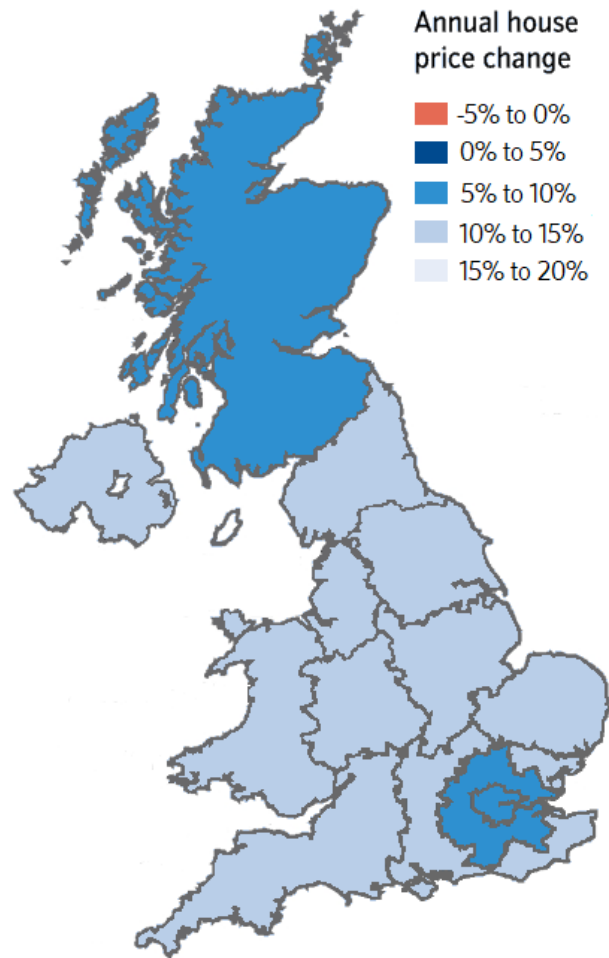 Annual house
price change
-5% to 0%
0% to 5%
5% to 10%
10% to 15%
15% to 20%